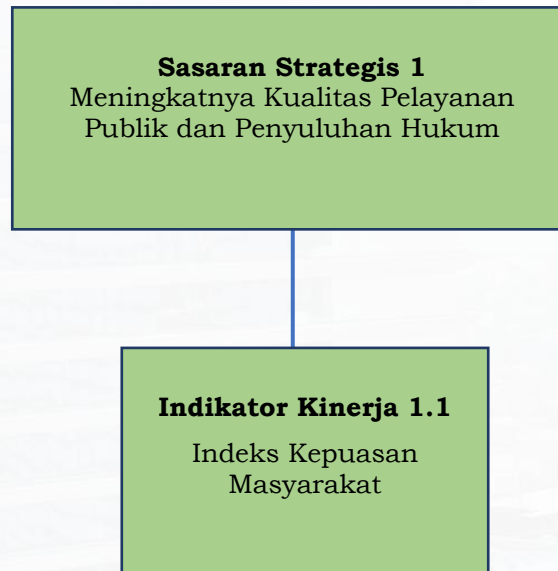 Sasaran Strategis 1
Meningkatnya Kualitas Pelayanan
Publik dan Penyuluhan Hukum
Indikator Kinerja 1.1
Indeks Kepuasan
Masyarakat